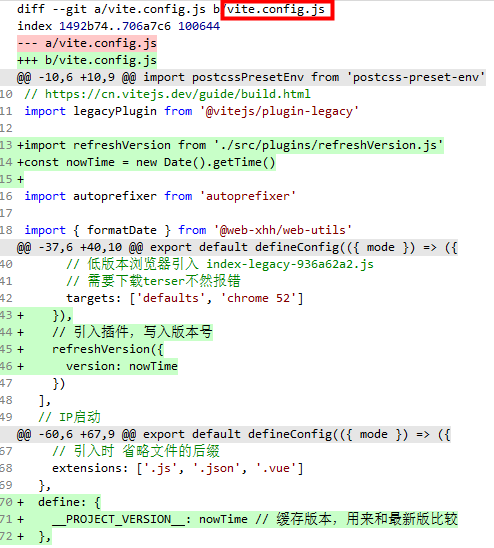 diff --git a/vite.config.js b/vite.config.js
index 1492b74..706a7c6 100644
--- a/vite.config.js
+++ b/vite.config.js
@@ -10,6 +10,9 @@ import postcssPresetEnv from 'postcss-preset-env'
10 // https://cn.vitejs.dev/guide/build.html
11 import legacyPlugin from '@vitejs/plugin-legacy'
12
13 +import refreshVersion from './src/plugins/refreshVersion.js'
14 +const nowTime = new Date().getTime()
15 +
16 import autoprefixer from 'autoprefixer'
17
18 import { formatDate } from '@web-xhh/web-utils'
@@ -37,6 +40,10 @@ export default defineConfig(({ mode }) => ({
40 // 低版本浏览器引入 index-legacy-936a62a2.js
41 // 需要下载terser不然报错
42 targets: ['defaults', 'chrome 52']
43 + }),
44 + // 引入插件，写入版本号
45 + refreshVersion({
46 + version: nowTime
47 })
48 ],
49 // IP启动
@@ -60,6 +67,9 @@ export default defineConfig(({ mode }) => ({
67 // 引入时 省略文件的后缀
68 extensions: ['.js', '.json', '.vue']
69 },
70 + define: {
71 + __PROJECT_VERSION__: nowTime // 缓存版本，用来和最新版比较
72 + },